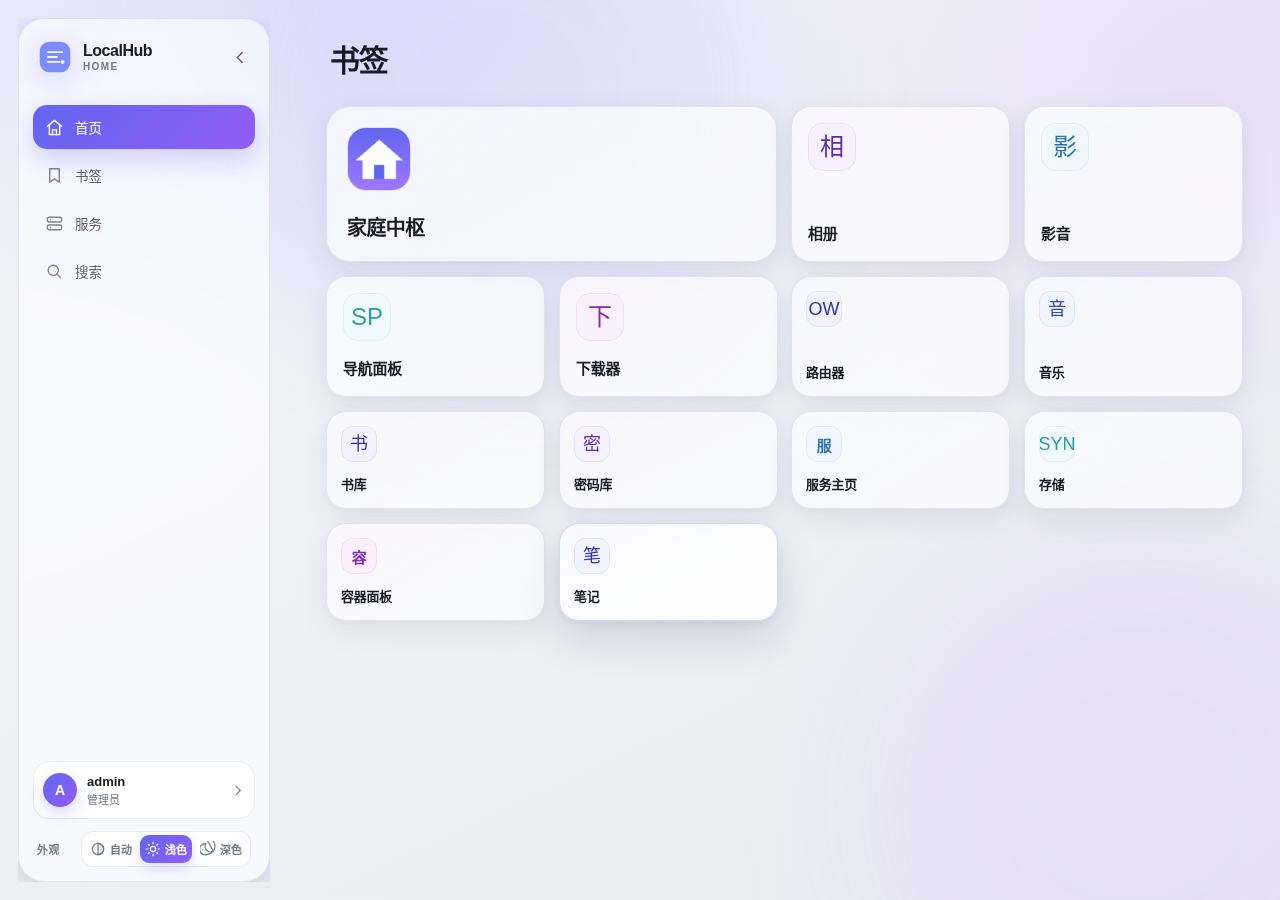 LocalHub
HOME
首页
书签
服务
搜索
admin
A
管理员
外观
自动
浅色
深色
书签
家庭中枢
相
相册
影
影音
SP
导航面板
下
下载器
OW
路由器
音
音乐
书
书库
密
密码库
服
服务主页
SYN
存储
容
容器面板
笔
笔记